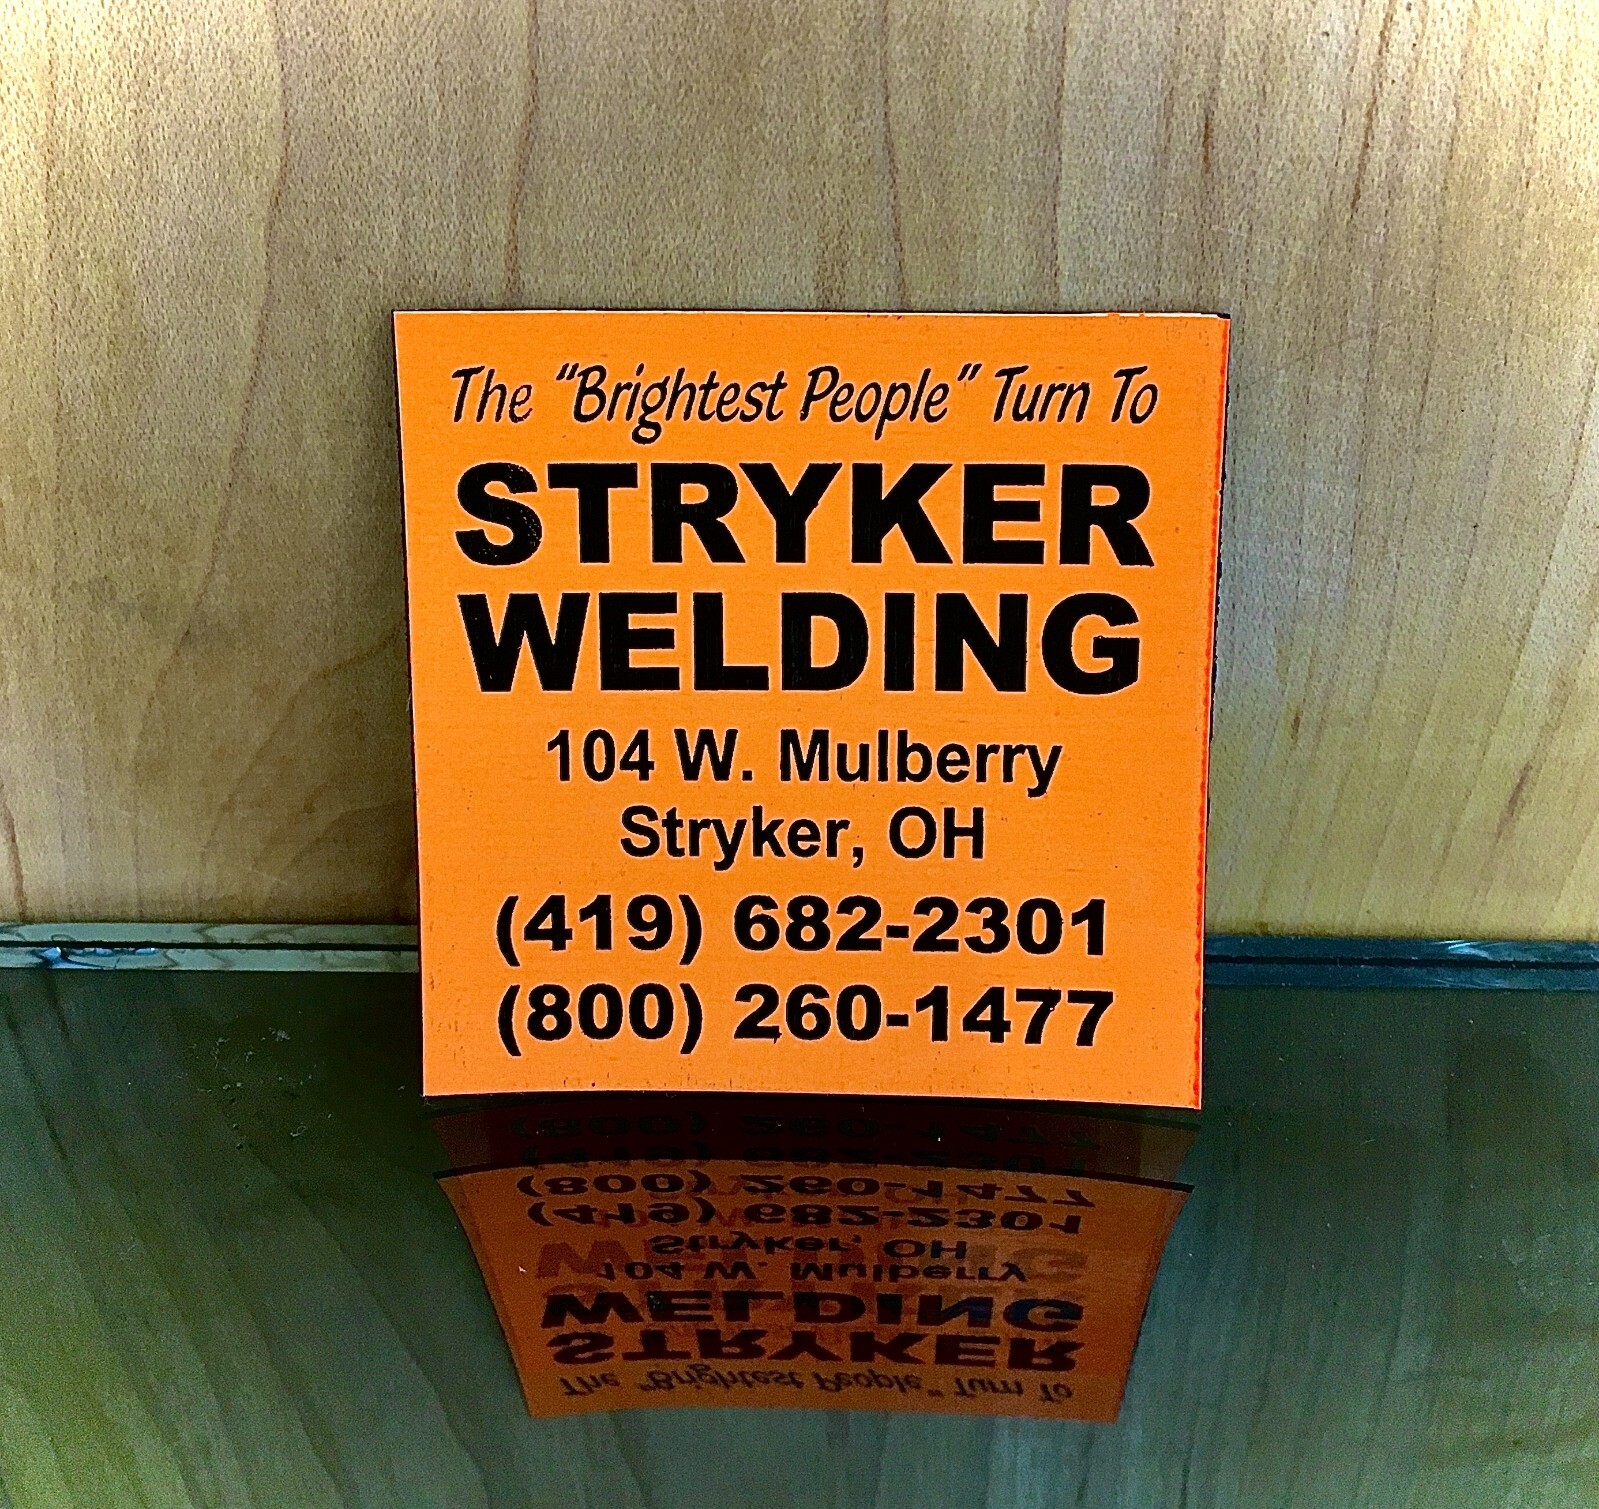 The “Brightest People” Turn To
STRYKER
WELDING
104 W. Mulberry
Stryker, OH
(419) 682-2301
(800) 260-1477